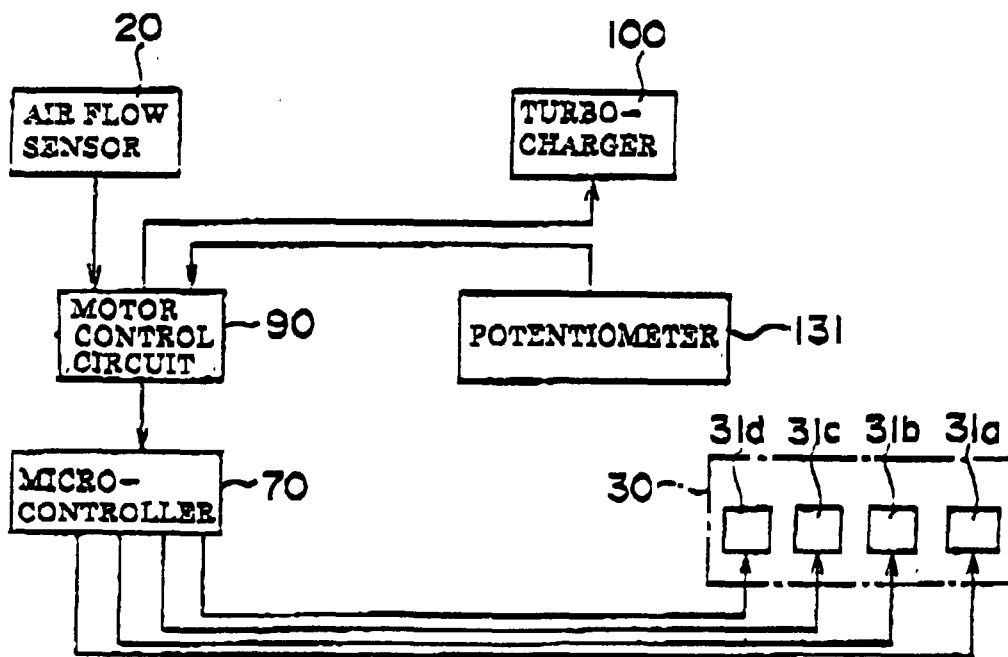 20
100
AIR FLOW
SENSOR
TURBO-
CHARGER
MOTOR
CONTROL
CIRCUIT
90
POTENTIOMETER
131
MICRO-
CONTROLLER
70
30
31d
31c
31b
31a